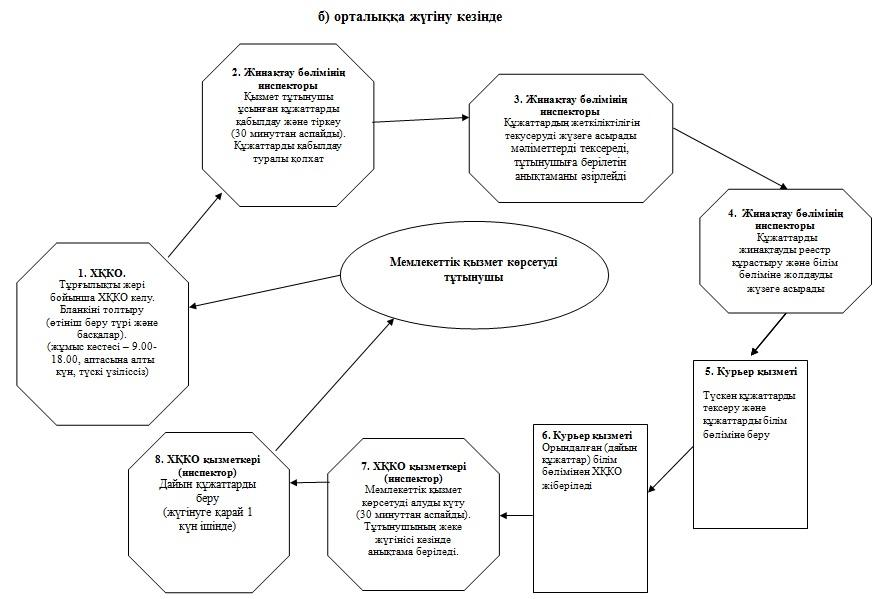 б) орталыққа жүгіну кезінде
1. ХҚКО.
Тұрғылықты жері
бойынша ХҚКО келу.
Бланкіні толтыру
(өтініш беру түрі және
басқалар).
(жұмыс кестесі – 9.00-
18.00, аптасына алты
күн, түскі үзіліссіз)
2. Жинақтау бөлімінің
инспекторы
Қызмет тұтынушы
ұсынған құжаттарды
қабылдау және тіркеу
(30 минуттан аспайды).
Құжаттарды қабылдау
туралы қолхат
3. Жинақтау бөлімінің
инспекторы
Құжаттардың жеткіліктілігін
текусеруді жүзеге асырады
мәліметтерді тексереді,
тұтынушыға берілетін
анықтаманы әзірлейді
4. Жинақтау бөлімінің
инспекторы
Құжаттарды
жинақтауды реестр
құрастыру және білім
бөліміне жолдауды
жүзеге асырады
Мемлекеттік қызмет көрсетуді
тұтынушы
5. Курьер қызметі
Түскен құжаттарды
тексеру және
құжаттарды білім
бөліміне беру
6. Курьер қызметі
Орындалған (дайын
құжаттар) білім
бөлімінен ХҚКО
жіберіледі
7. ХҚКО қызметкері
(инспектор)
Мемлекеттік қызмет
көрсетуді алуды күту
(30 минуттан аспайды).
Тұтынушының жеке
жүгінісі кезінде
анықтама беріледі.
8. ХҚКО қызметкері
(инспектор)
Дайын құжаттарды
беру
(жүгінуге қарай 1
күн ішінде)